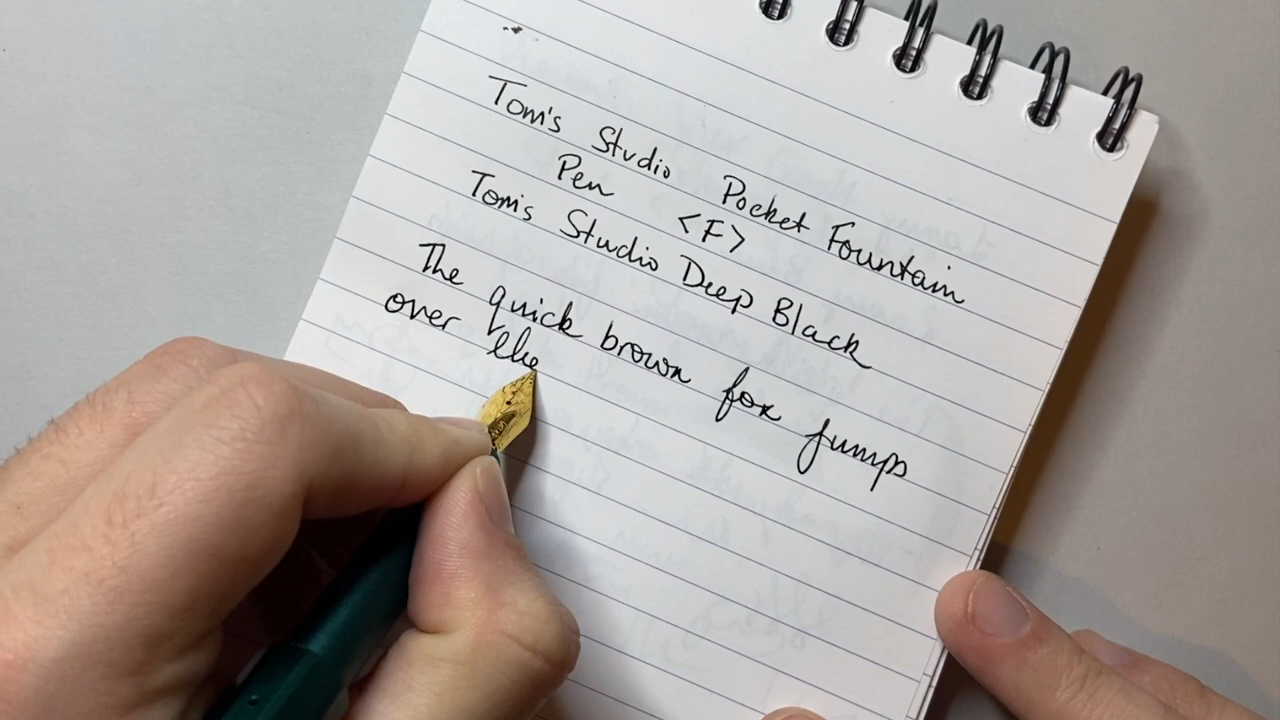 Tom's Studio Pocket Fountain
Pen <F>
Tom's Studio Deep Black
The quick brown fox jumps
over the